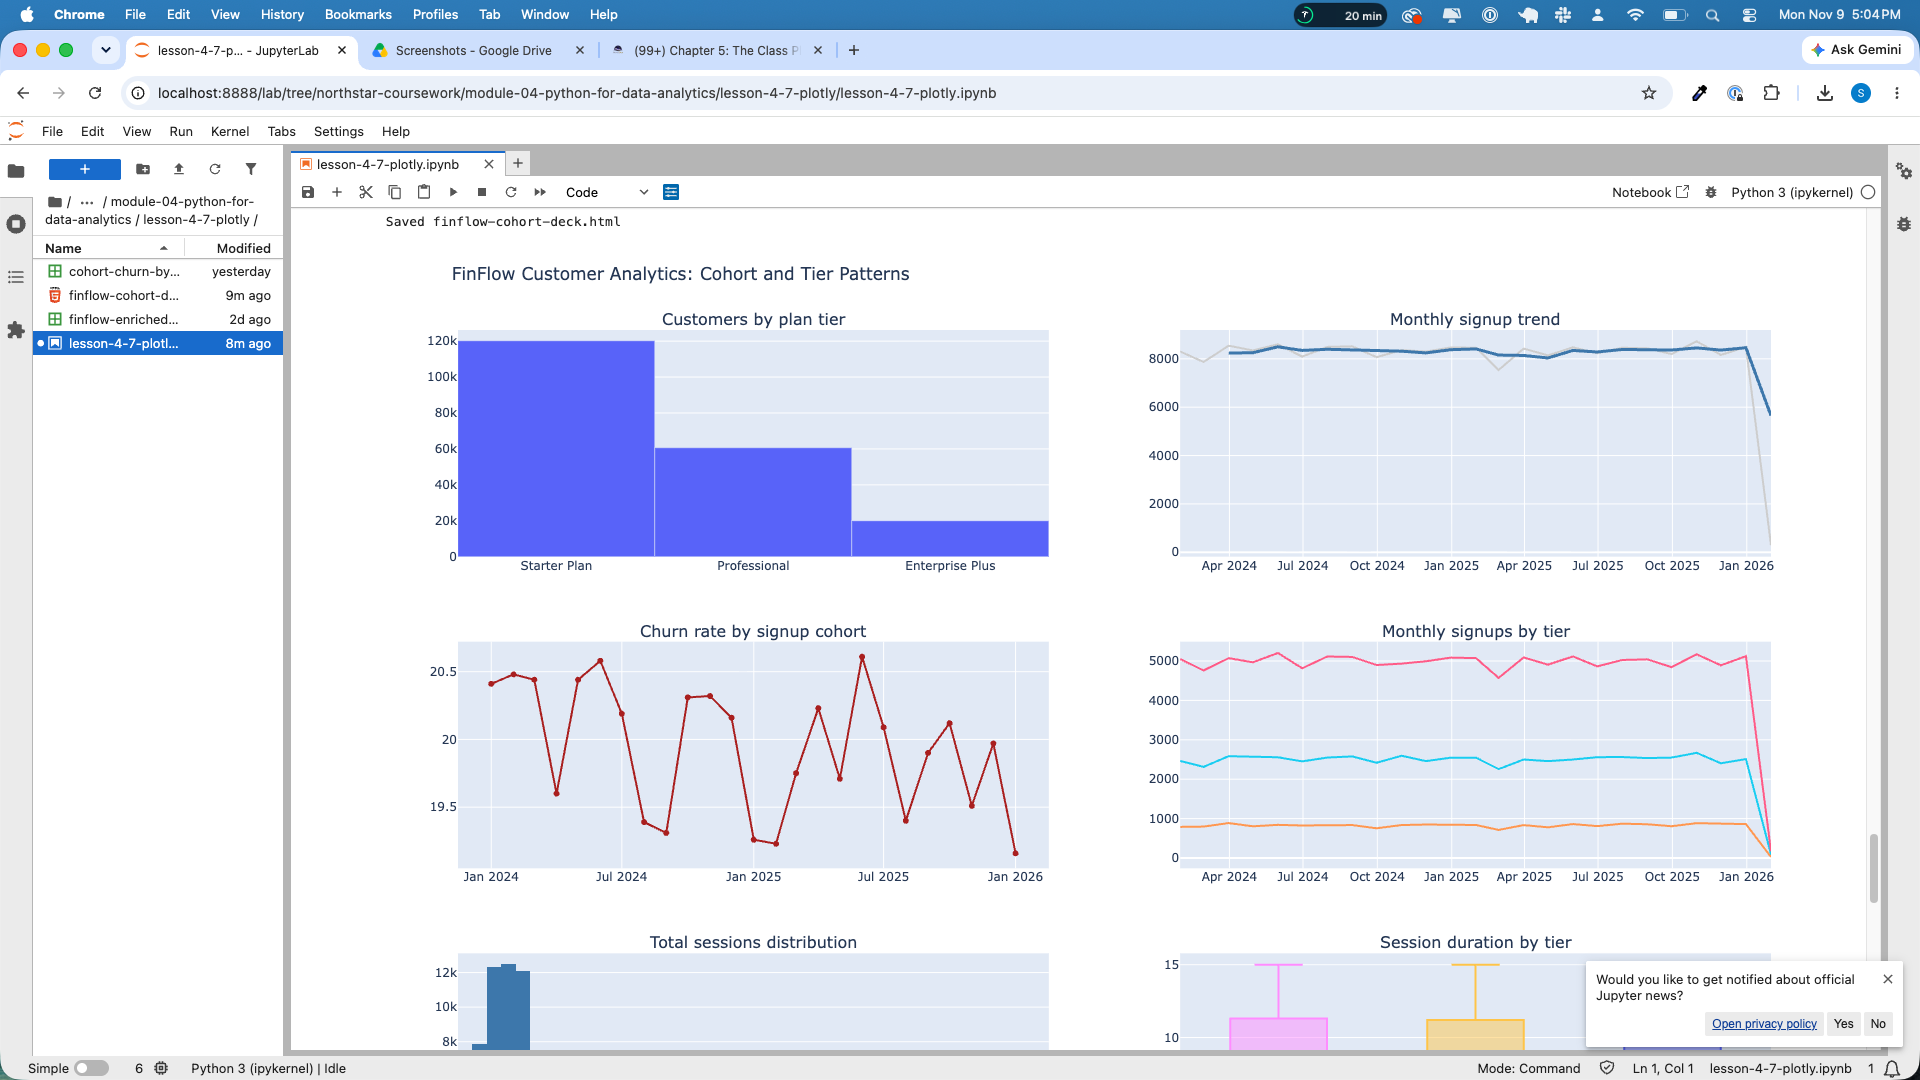 Chrome File Edit View History Bookmarks Profiles Tab Window Help 20 min Mon Nov 9 5:04 PM
lesson-4-7-p... - JupyterLab Screenshots - Google Drive (99+) Chapter 5: The Class P Ask Gemini
localhost:8888/lab/tree/northstar-coursework/module-04-python-for-data-analytics/lesson-4-7-plotly/lesson-4-7-plotly.ipynb S
File Edit View Run Kernel Tabs Settings Help
lesson-4-7-plotly.ipynb
Code Notebook Python 3 (ipykernel)
/ ... / module-04-python-for-
data-analytics / lesson-4-7-plotly /
Name Modified
cohort-churn-by... yesterday
finflow-cohort-d... 9m ago
finflow-enriched... 2d ago
lesson-4-7-plotl... 8m ago
Saved finflow-cohort-deck.html
FinFlow Customer Analytics: Cohort and Tier Patterns
Customers by plan tier
120k
100k
80k
60k
40k
20k
0
Starter Plan Professional Enterprise Plus
Monthly signup trend
8000
6000
4000
2000
0
Apr 2024 Jul 2024 Oct 2024 Jan 2025 Apr 2025 Jul 2025 Oct 2025 Jan 2026
Churn rate by signup cohort
20.5
20
19.5
Jan 2024 Jul 2024 Jan 2025 Jul 2025 Jan 2026
Monthly signups by tier
5000
4000
3000
2000
1000
0
Apr 2024 Jul 2024 Oct 2024 Jan 2025 Apr 2025 Jul 2025 Oct 2025 Jan 2026
Total sessions distribution
12k
10k
8k
Session duration by tier
15
10
Would you like to get notified about official
Jupyter news?
Open privacy policy Yes No
Simple 6 Python 3 (ipykernel) | Idle Mode: Command Ln 1, Col 1 lesson-4-7-plotly.ipynb 1